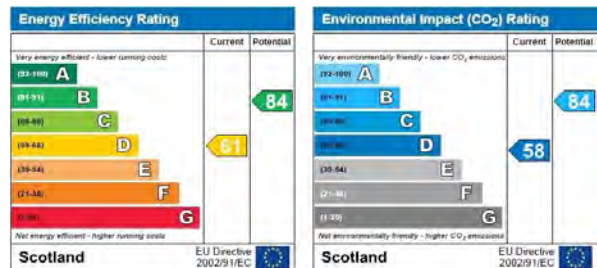 Energy Efficiency Rating
Current Potential
Very energy efficient - lower running costs
(92-100) A
(81-91) B
84
(69-80) C
(55-68) D
61
(39-54) E
(21-38) F
(1-20) G
Not energy efficient - higher running costs
Scotland
EU Directive
2002/91/EC
Environmental Impact (CO₂) Rating
Current Potential
Very environmentally friendly - lower CO₂ emissions
(92-100) A
(81-91) B
84
(69-80) C
(55-68) D
58
(39-54) E
(21-38) F
(1-20) G
Not environmentally friendly - higher CO₂ emissions
Scotland
EU Directive
2002/91/EC